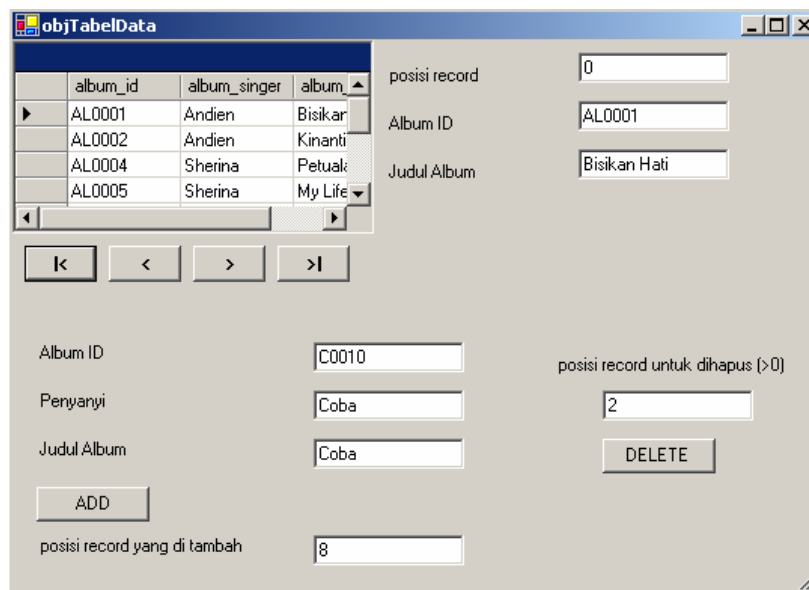 objTabelData
album_id album_singer album_
AL0001 Andien Bisikan
AL0002 Andien Kinanti
AL0004 Sherina Petuala
AL0005 Sherina My Life
posisi record 0
Album ID AL0001
Judul Album Bisikan Hati
|< < > >|
Album ID C0010
Penyanyi Coba
Judul Album Coba
ADD
posisi record yang di tambah 8
posisi record untuk dihapus (>0)
2
DELETE